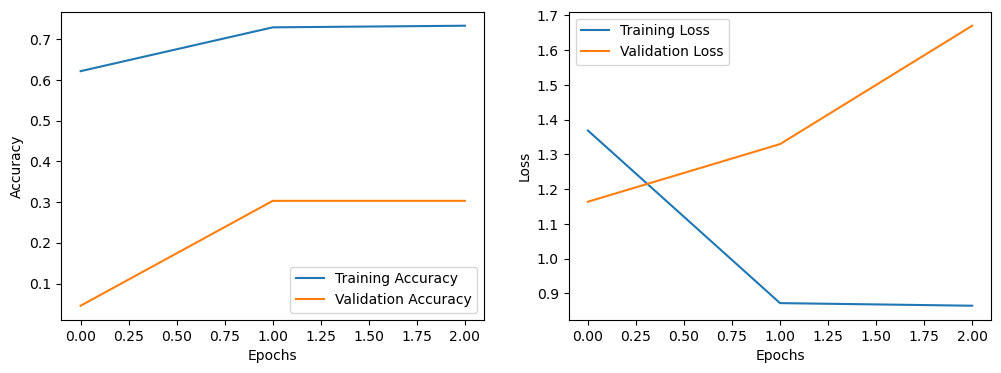 0.7
0.6
0.5
0.4
0.3
0.2
0.1
Accuracy
Training Accuracy
Validation Accuracy
0.00 0.25 0.50 0.75 1.00 1.25 1.50 1.75 2.00
Epochs
1.7
1.6
1.5
1.4
1.3
1.2
1.1
1.0
0.9
Loss
Training Loss
Validation Loss
0.00 0.25 0.50 0.75 1.00 1.25 1.50 1.75 2.00
Epochs